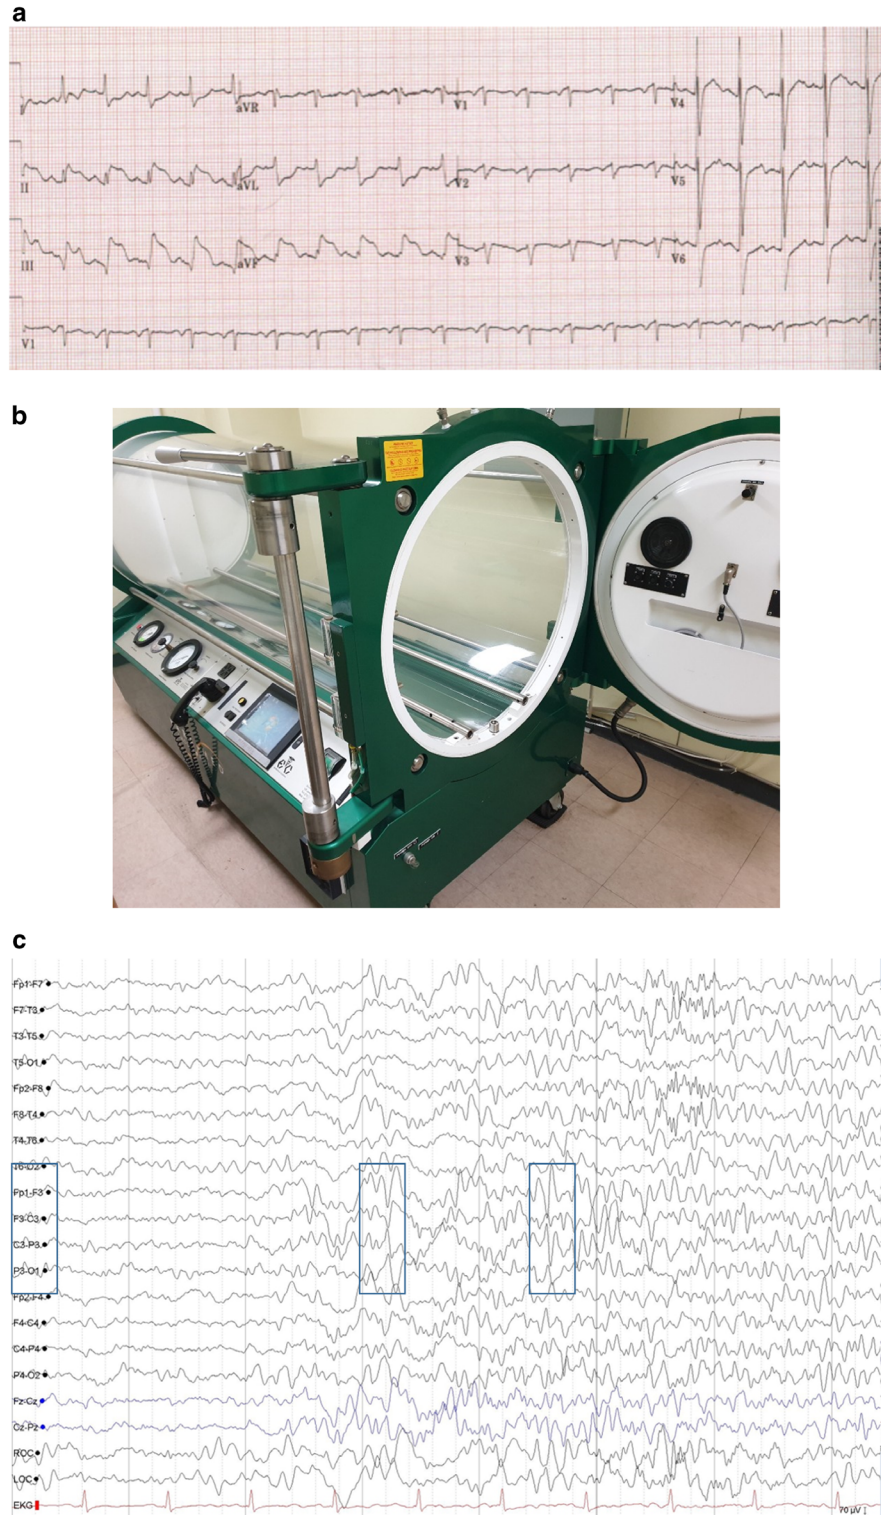 a
aVR
V1
V4
II
aVL
V2
V5
III
aVF
V3
V6
V1
b
c
Fp1-F7
F7-T3
T3-T5
T5-O1
Fp2-F8
F8-T4
T4-T6
T6-O2
Fp1-F3
F3-C3
C3-P3
P3-O1
Fp2-F4
F4-C4
C4-P4
P4-O2
Fz-Cz
Cz-Pz
ROC
LOC
EKG
70 µV